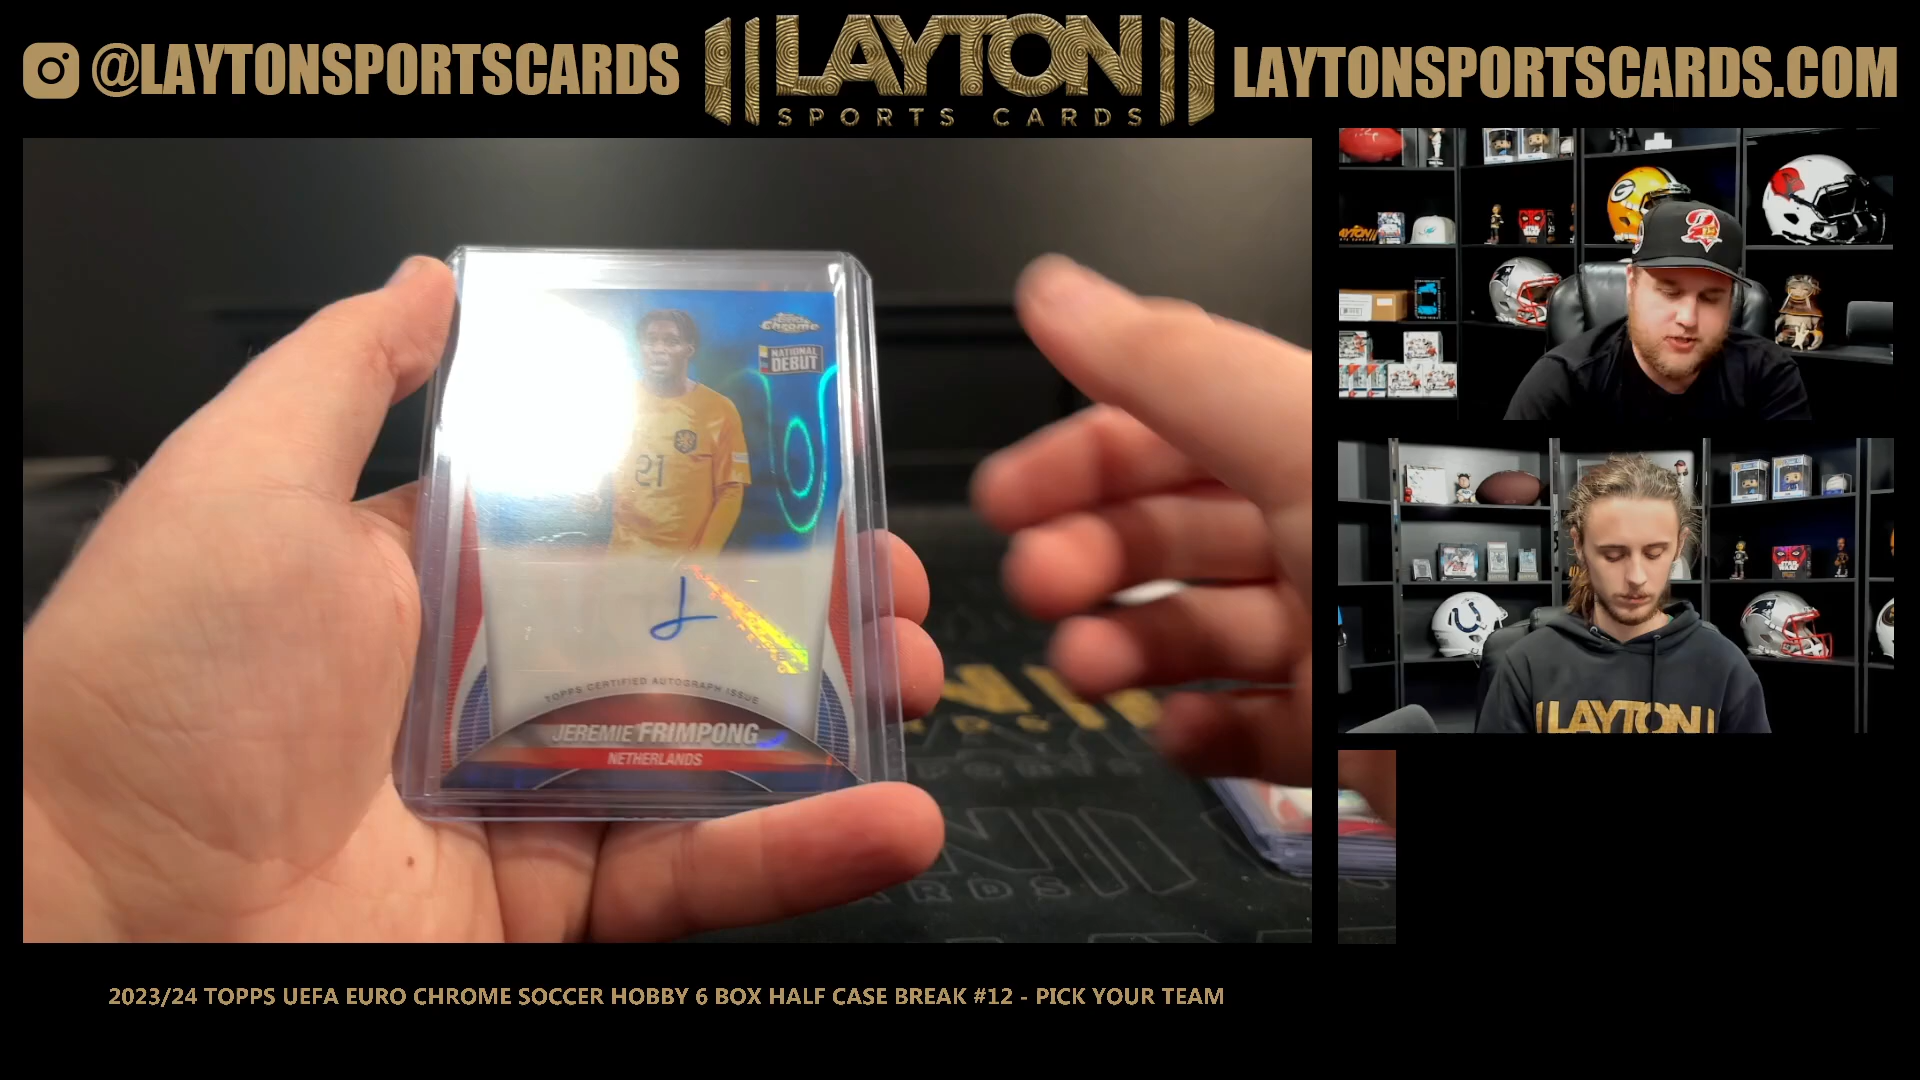 @LAYTONSPORTSCARDS
LAYTON
SPORTS CARDS
LAYTONSPORTSCARDS.COM
Topps
Chrome
NATIONAL
DEBUT
21
TOPPS CERTIFIED AUTOGRAPH ISSUE
JEREMIE FRIMPONG
NETHERLANDS
LAYTON
2023/24 TOPPS UEFA EURO CHROME SOCCER HOBBY 6 BOX HALF CASE BREAK #12 - PICK YOUR TEAM